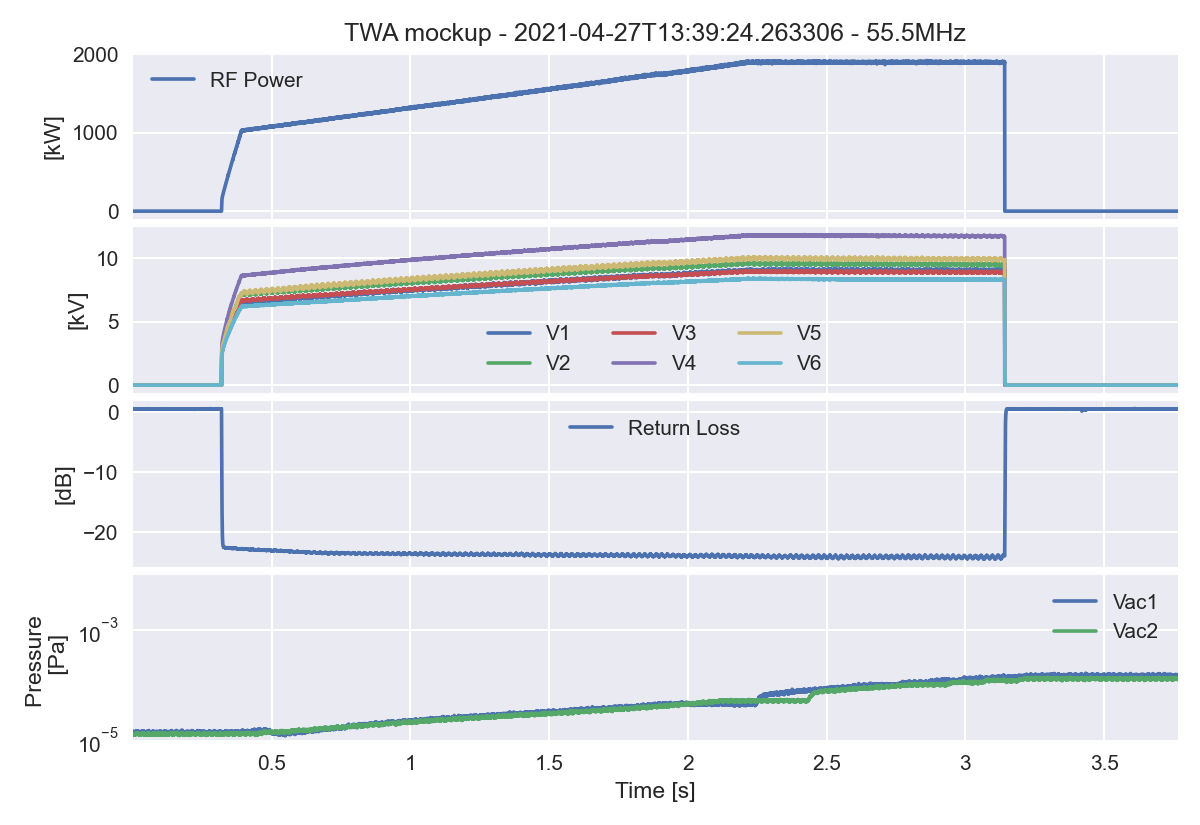 TWA mockup - 2021-04-27T13:39:24.263306 - 55.5MHz
2000
1000
0
[kW]
RF Power
10
5
0
[kV]
V1 V3 V5
V2 V4 V6
0
−10
−20
[dB]
Return Loss
10−3
10−5
Pressure
[Pa]
Vac1
Vac2
0.5 1 1.5 2 2.5 3 3.5
Time [s]